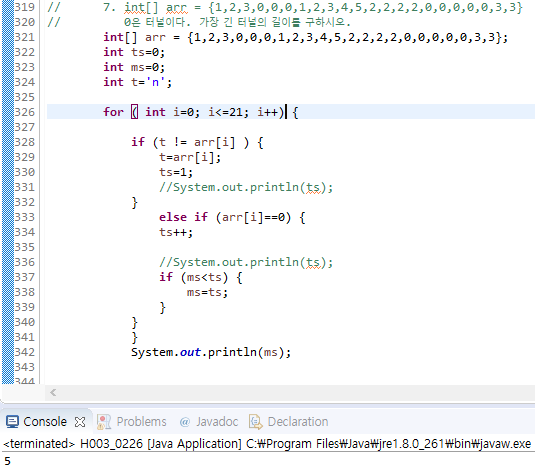 319 //      7. int[] arr = {1,2,3,0,0,0,1,2,3,4,5,2,2,2,2,0,0,0,0,0,3,3}
320 //         0은 터널이다. 가장 긴 터널의 길이를 구하시오.
321         int[] arr = {1,2,3,0,0,0,1,2,3,4,5,2,2,2,2,0,0,0,0,0,3,3};
322         int ts=0;
323         int ms=0;
324         int t='n';
325
326         for ( int i=0; i<=21; i++) {
327
328             if (t != arr[i] ) {
329                 t=arr[i];
330                 ts=1;
331                 //System.out.println(ts);
332             }
333                 else if (arr[i]==0) {
334                 ts++;
335
336                 //System.out.println(ts);
337                 if (ms<ts) {
338                     ms=ts;
339                 }
340             }
341             }
342             System.out.println(ms);
343
344
Console Problems @ Javadoc Declaration
<terminated> H003_0226 [Java Application] C:₩Program Files₩Java₩jre1.8.0_261₩bin₩javaw.exe
5